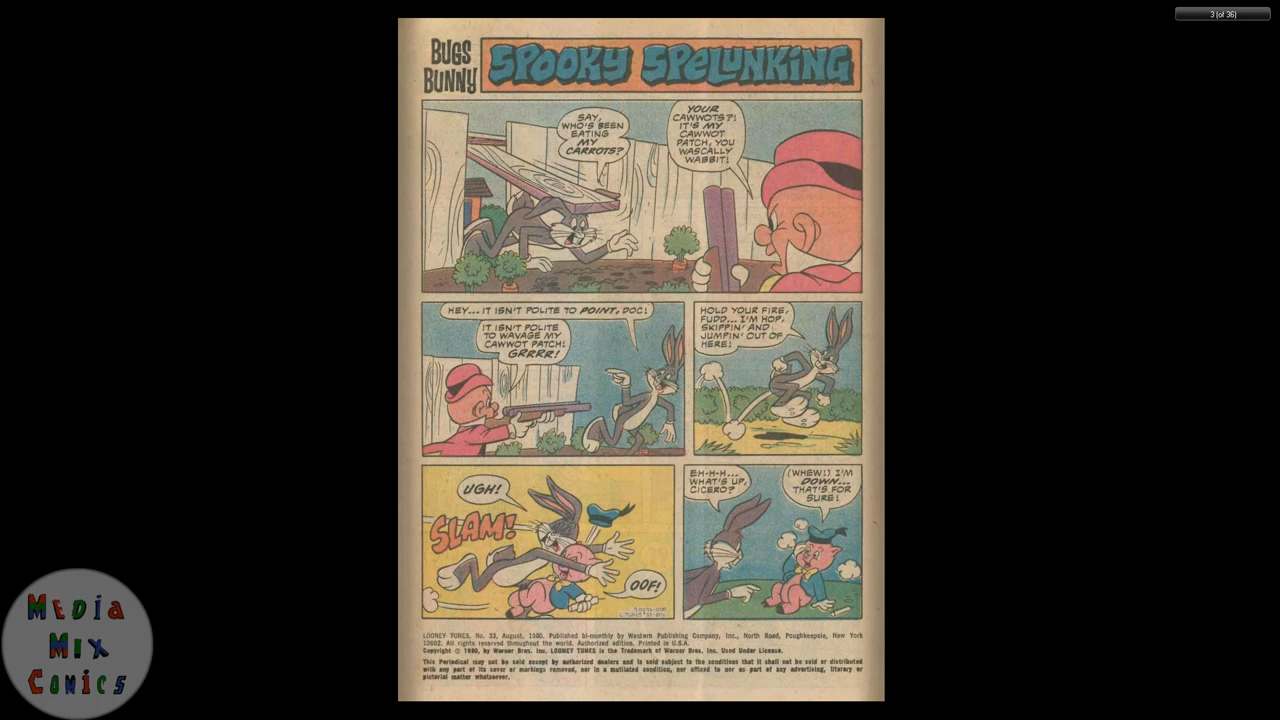 3 (of 36)
BUGS
BUNNY
SPOOKY SPELUNKING
SAY,
WHO'S BEEN
EATING
MY
CARROTS?
YOUR
CAWWOTS?!
IT'S MY
CAWWOT
PATCH, YOU
WASCALLY
WABBIT!
HEY... IT ISN'T POLITE TO POINT, DOC!
IT ISN'T POLITE
TO WAVAGE MY
CAWWOT PATCH!
GRRRR!
HOLD YOUR FIRE,
FUDD... I'M HOP,
SKIPPIN' AND
JUMPIN' OUT OF
HERE!
UGH!
SLAM!
OOF!
EH-H-H...
WHAT'S UP,
CICERO?
(WHEW!) I'M
DOWN...
THAT'S FOR
SURE!
LOONEY TUNES, No. 33, August, 1980. Published bi-monthly by Western Publishing Company, Inc., North Road, Poughkeepsie, New York
12602. All rights reserved throughout the world. Authorized edition. Printed in U.S.A.
Copyright © 1980, by Warner Bros. Inc. LOONEY TUNES is the Trademark of Warner Bros. Inc. Used Under License.
This Periodical may not be sold except by authorized dealers and is sold subject to the conditions that it shall not be sold or distributed
with any part of its cover or markings removed, nor in a mutilated condition, nor affixed to nor as part of any advertising, literary or
pictorial matter whatsoever.
MEDIA
MIX
COMICS